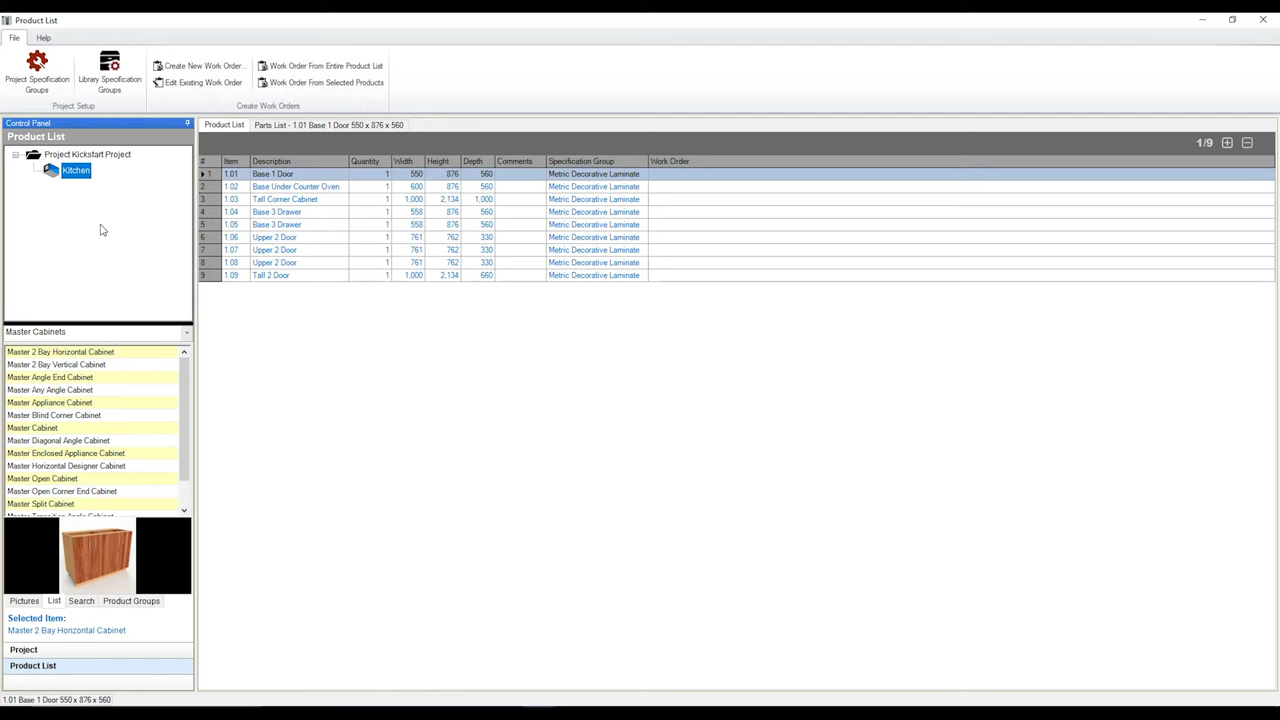 Product List
File Help
Project Specification Groups
Library Specification Groups
Project Setup
Create New Work Order...
Edit Existing Work Order
Work Order From Entire Product List
Work Order From Selected Products
Create Work Orders
Control Panel
Product List
Project Kickstart Project
Kitchen
Master Cabinets
Master 2 Bay Horizontal Cabinet
Master 2 Bay Vertical Cabinet
Master Angle End Cabinet
Master Any Angle Cabinet
Master Appliance Cabinet
Master Blind Corner Cabinet
Master Cabinet
Master Diagonal Angle Cabinet
Master Enclosed Appliance Cabinet
Master Horizontal Designer Cabinet
Master Open Cabinet
Master Open Corner End Cabinet
Master Split Cabinet
Master Transition Angle Cabinet
Pictures List Search Product Groups
Selected Item:
Master 2 Bay Horizontal Cabinet
Project
Product List
Product List Parts List - 1.01 Base 1 Door 550 x 876 x 560
1/9
# Item Description Quantity Width Height Depth Comments Specification Group Work Order
1 1.01 Base 1 Door 1 550 876 560 Metric Decorative Laminate
2 1.02 Base Under Counter Oven 1 600 876 560 Metric Decorative Laminate
3 1.03 Tall Corner Cabinet 1 1,000 2,134 1,000 Metric Decorative Laminate
4 1.04 Base 3 Drawer 1 558 876 560 Metric Decorative Laminate
5 1.05 Base 3 Drawer 1 558 876 560 Metric Decorative Laminate
6 1.06 Upper 2 Door 1 761 762 330 Metric Decorative Laminate
7 1.07 Upper 2 Door 1 761 762 330 Metric Decorative Laminate
8 1.08 Upper 2 Door 1 761 762 330 Metric Decorative Laminate
9 1.09 Tall 2 Door 1 1,000 2,134 660 Metric Decorative Laminate
1.01 Base 1 Door 550 x 876 x 560